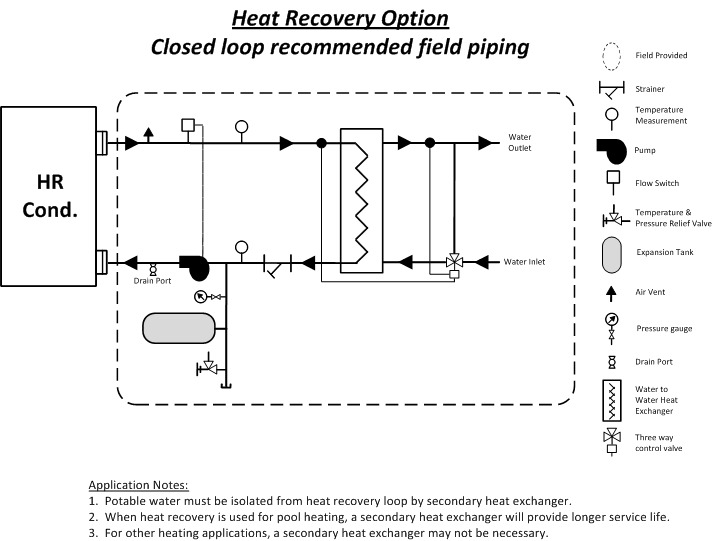 Heat Recovery Option
Closed loop recommended field piping
HR
Cond.
Water
Outlet
Water Inlet
Drain Port
Field Provided
Strainer
Temperature
Measurement
Pump
Flow Switch
Temperature &
Pressure Relief Valve
Expansion Tank
Air Vent
Pressure gauge
Drain Port
Water to
Water Heat
Exchanger
Three way
control valve
Application Notes:
1. Potable water must be isolated from heat recovery loop by secondary heat exchanger.
2. When heat recovery is used for pool heating, a secondary heat exchanger will provide longer service life.
3. For other heating applications, a secondary heat exchanger may not be necessary.